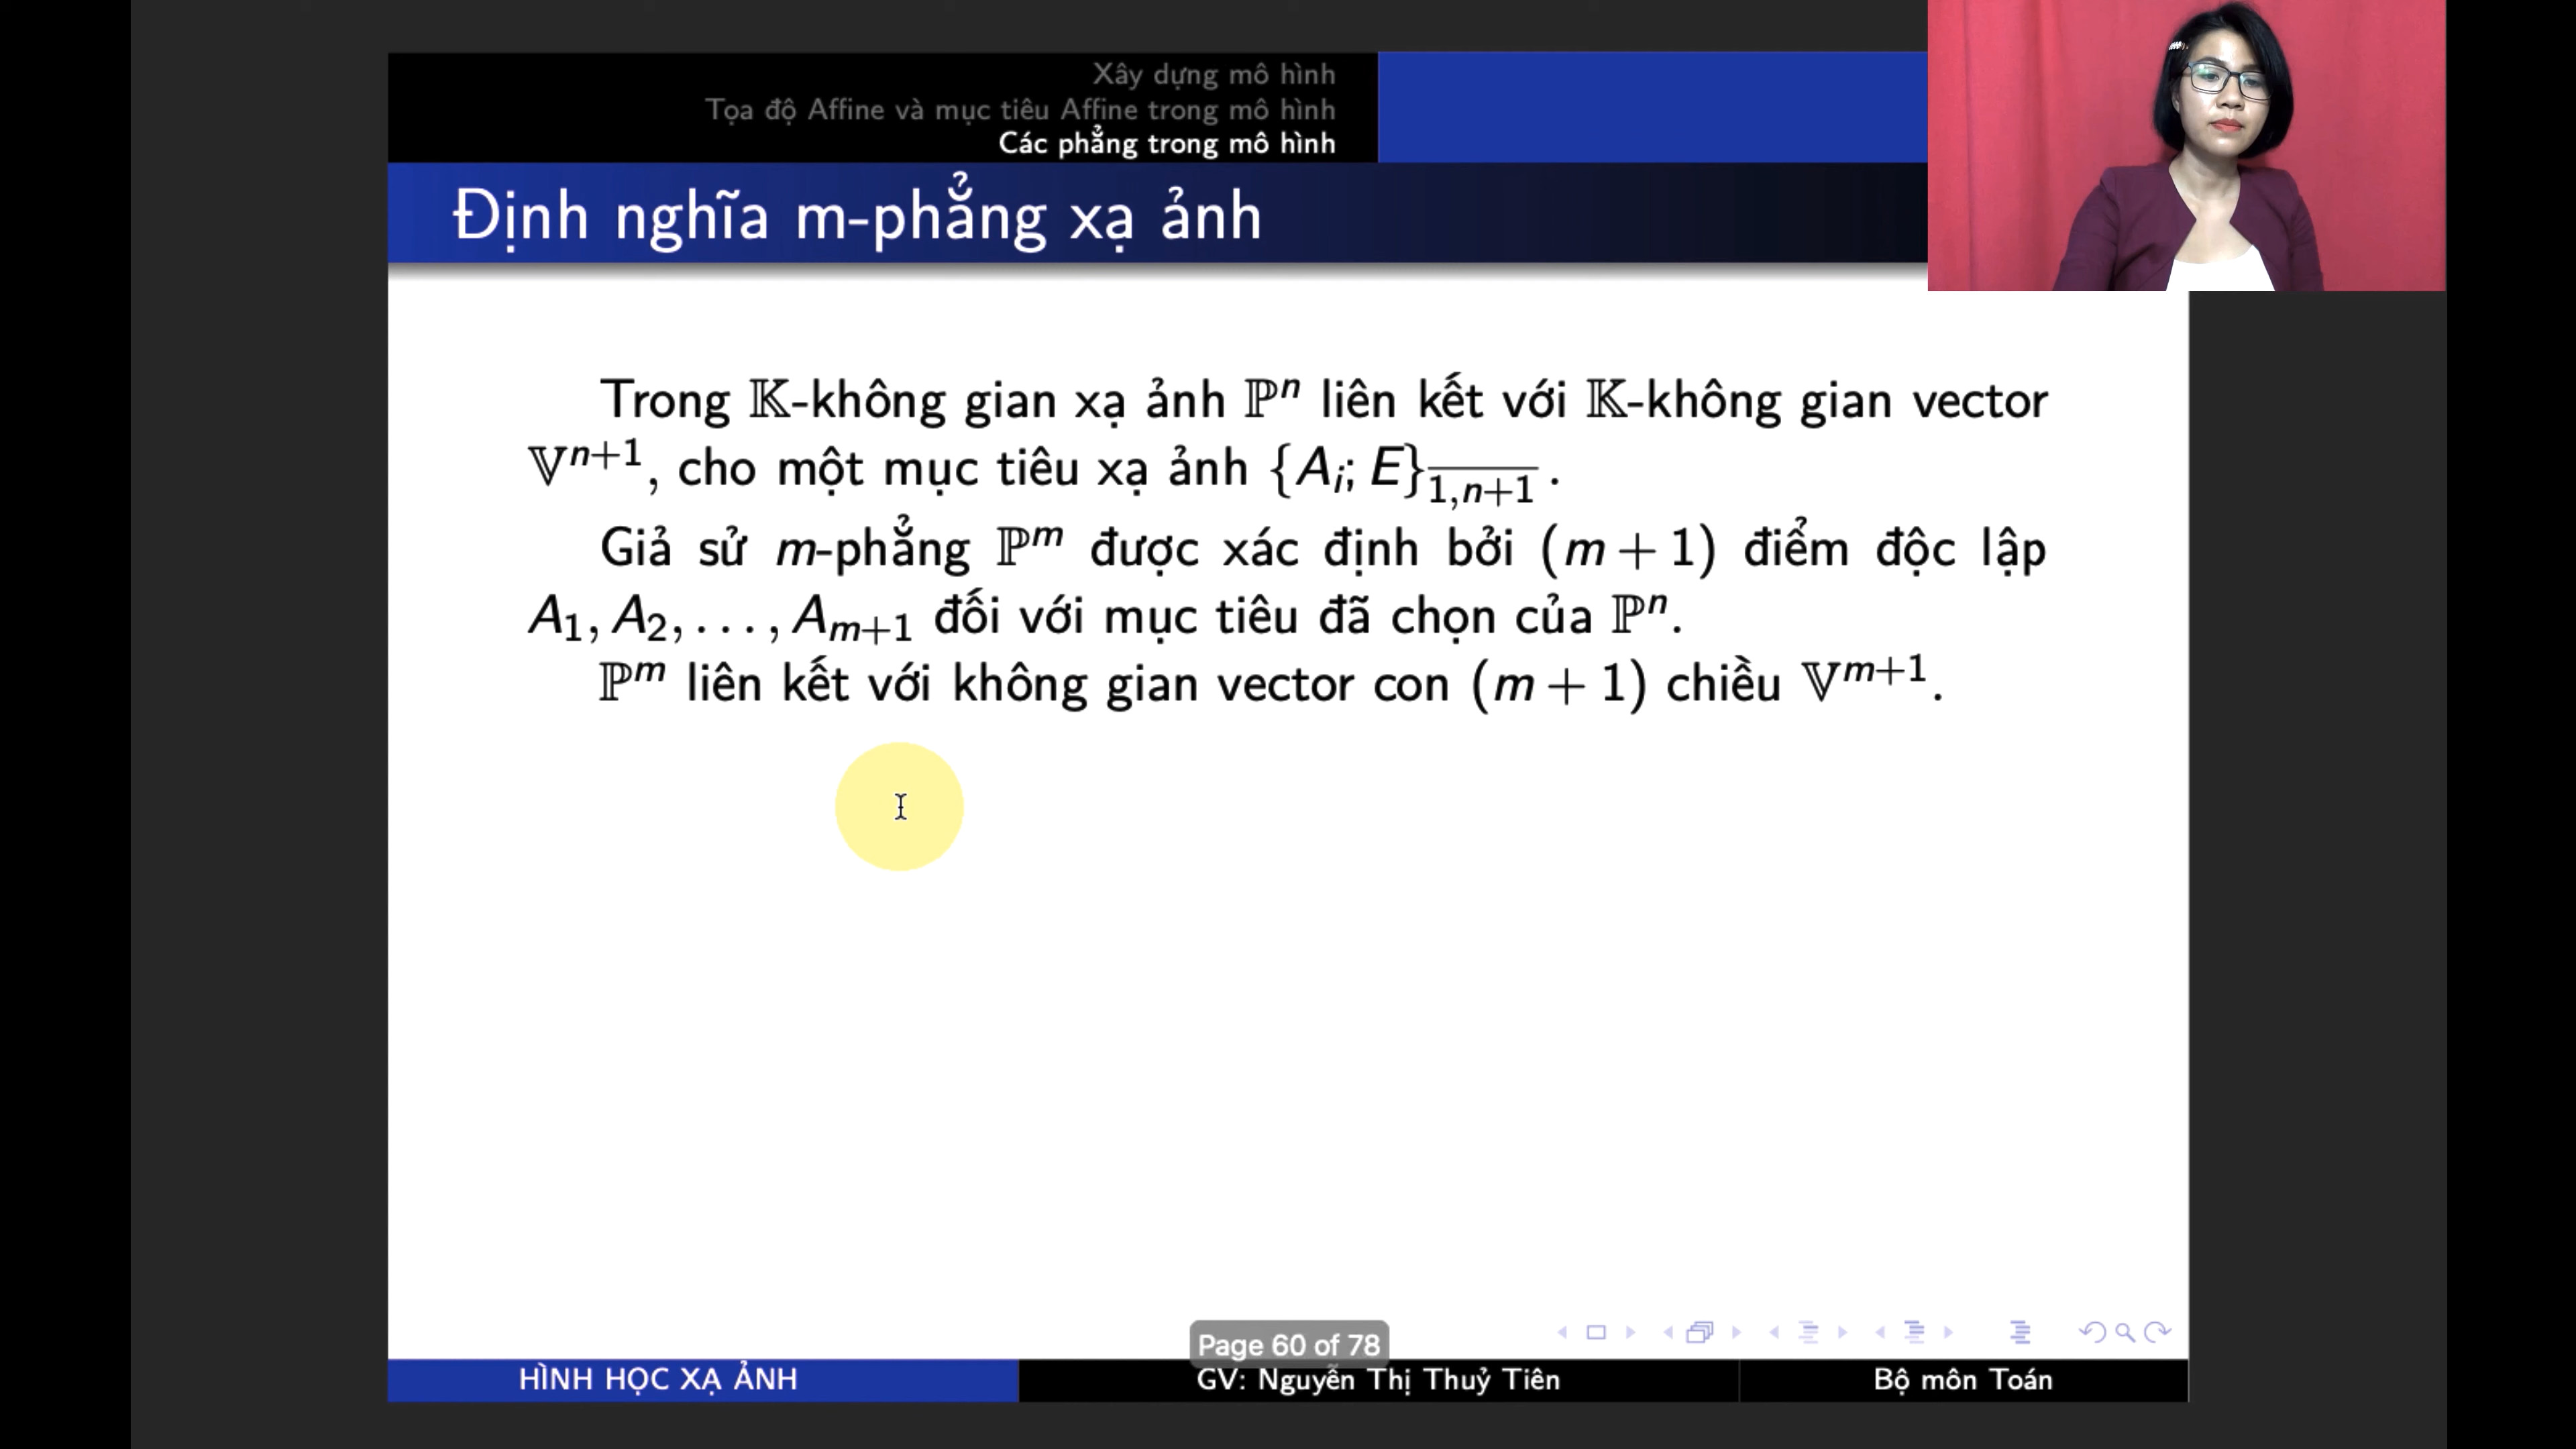 Xây dựng mô hình
Tọa độ Affine và mục tiêu Affine trong mô hình
Các phẳng trong mô hình
Định nghĩa m-phẳng xạ ảnh
Trong 𝕂-không gian xạ ảnh ℙⁿ liên kết với 𝕂-không gian vector
𝕍ⁿ⁺¹, cho một mục tiêu xạ ảnh {Aᵢ; E}_{\overline{1,n+1}}.
Giả sử m-phẳng ℙᵐ được xác định bởi (m + 1) điểm độc lập
A₁, A₂, . . . , Aₘ₊₁ đối với mục tiêu đã chọn của ℙⁿ.
ℙᵐ liên kết với không gian vector con (m + 1) chiều 𝕍ᵐ⁺¹.
Page 60 of 78
HÌNH HỌC XẠ ẢNH
GV: Nguyễn Thị Thuỷ Tiên
Bộ môn Toán